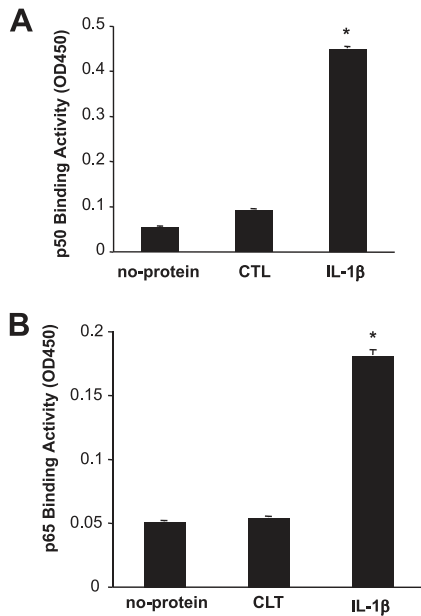 A
p50 Binding Activity (OD450)
0.5
0.4
0.3
0.2
0.1
0
*
no-protein CTL IL-1β
B
p65 Binding Activity (OD450)
0.2
0.15
0.1
0.05
0
*
no-protein CLT IL-1β